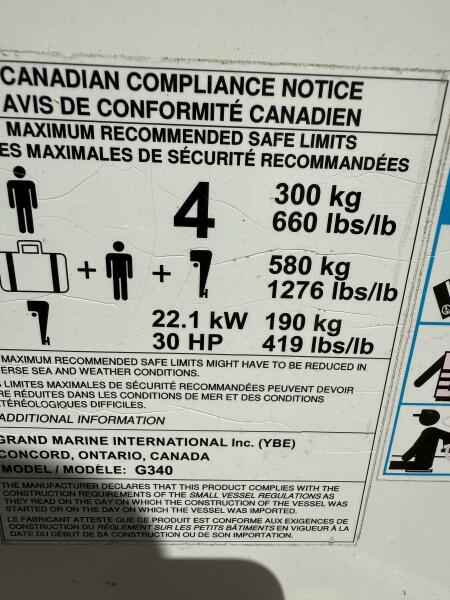 CANADIAN COMPLIANCE NOTICE
AVIS DE CONFORMITÉ CANADIEN
MAXIMUM RECOMMENDED SAFE LIMITS
ES MAXIMALES DE SÉCURITÉ RECOMMANDÉES
4
300 kg
660 lbs/lb
+ +
580 kg
1276 lbs/lb
22.1 kW 190 kg
30 HP 419 lbs/lb
MAXIMUM RECOMMENDED SAFE LIMITS MIGHT HAVE TO BE REDUCED IN
ERSE SEA AND WEATHER CONDITIONS.
LIMITES MAXIMALES DE SÉCURITÉ RECOMMANDÉES PEUVENT DEVOIR
RE RÉDUITES DANS LES CONDITIONS DE MER ET DES CONDITIONS
TÉRÉOLOGIQUES DIFFICILES.
ADDITIONAL INFORMATION
GRAND MARINE INTERNATIONAL Inc. (YBE)
CONCORD, ONTARIO, CANADA
MODEL / MODÈLE: G340
THE MANUFACTURER DECLARES THAT THIS PRODUCT COMPLIES WITH THE
CONSTRUCTION REQUIREMENTS OF THE SMALL VESSEL REGULATIONS AS
THEY READ ON THE DAY ON WHICH THE CONSTRUCTION OF THE VESSEL WAS
STARTED OR ON THE DAY ON WHICH THE VESSEL WAS IMPORTED.
LE FABRICANT ATTESTE QUE CE PRODUIT EST CONFORME AUX EXIGENCES DE
CONSTRUCTION DU RÈGLEMENT SUR LES PETITS BÂTIMENTS EN VIGUEUR À LA
DATE DU DÉBUT DE SA CONSTRUCTION OU DE SON IMPORTATION.